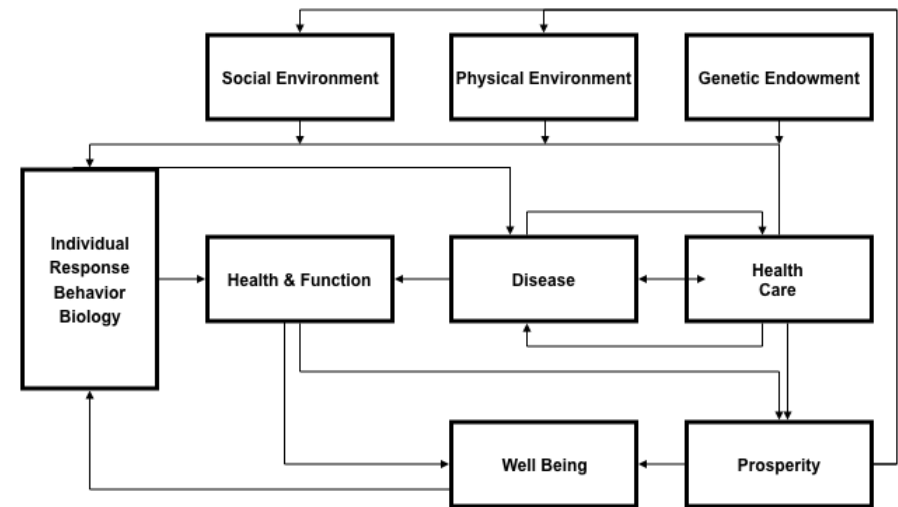 Social Environment
Physical Environment
Genetic Endowment
Individual
Response
Behavior
Biology
Health & Function
Disease
Health
Care
Well Being
Prosperity